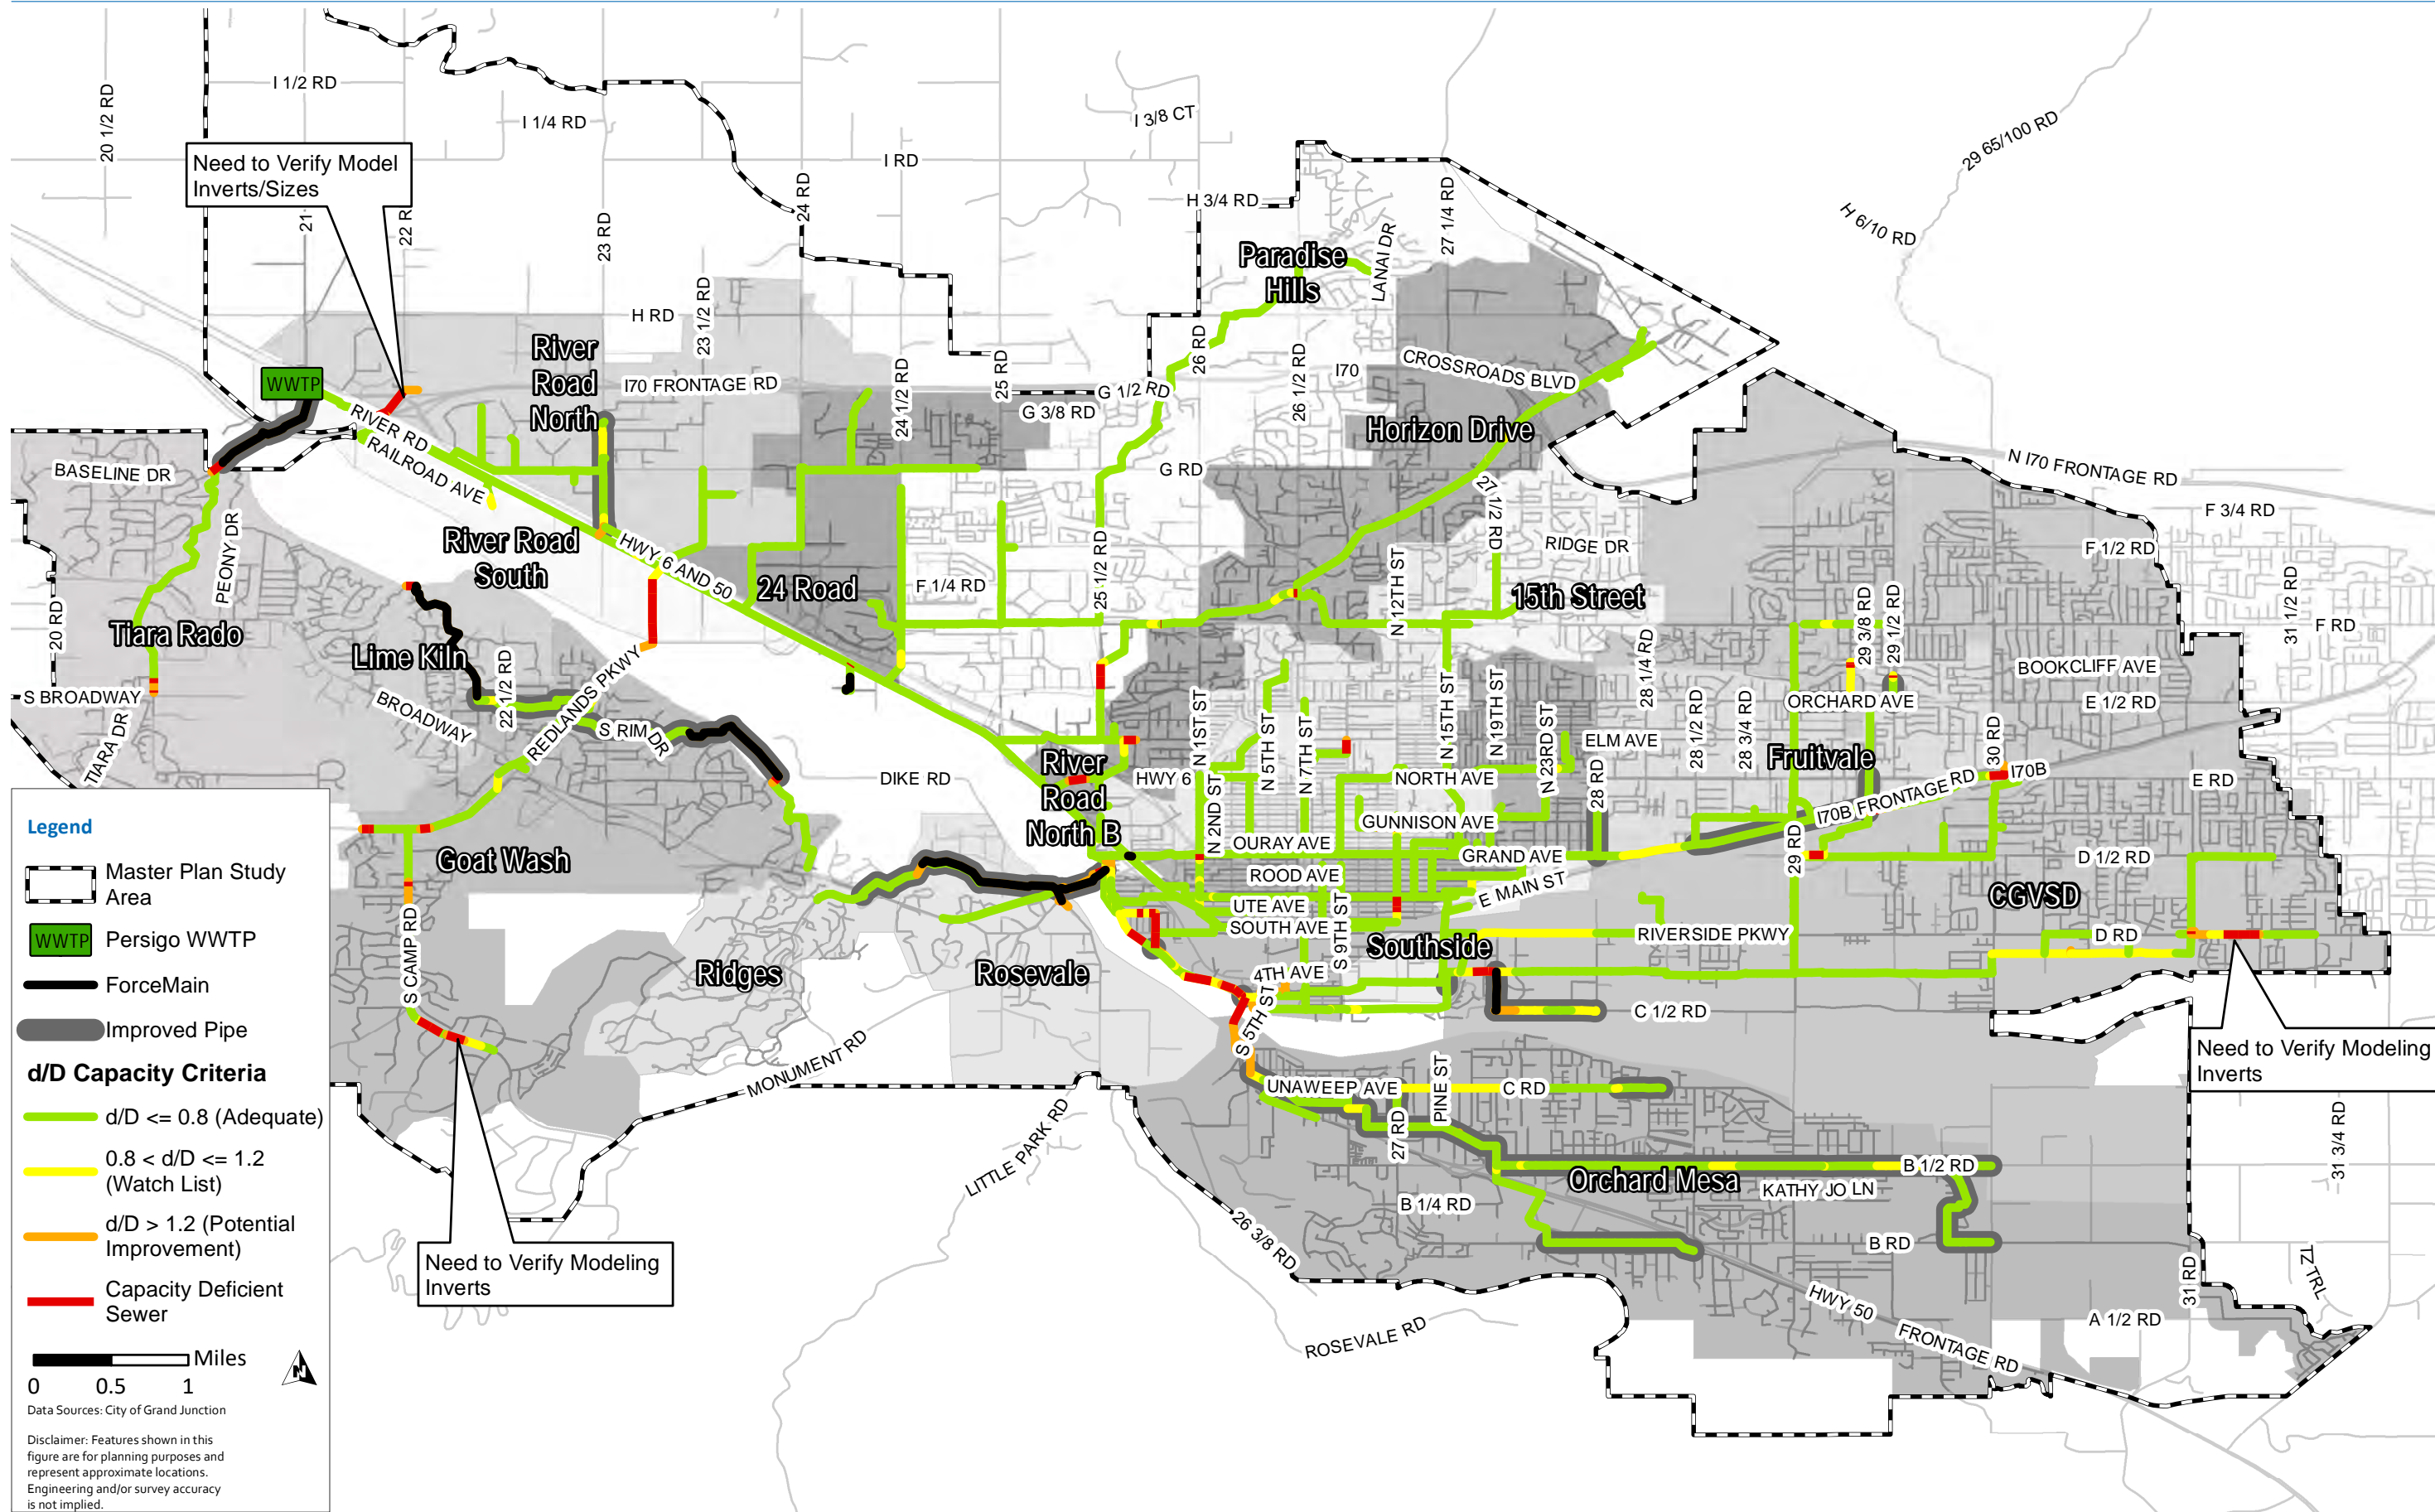 I 1/2 RD
20 1/2 RD
I 1/4 RD
I 3/8 CT
29 65/100 RD
Need to Verify Model
Inverts/Sizes
I RD
24 RD
H 3/4 RD
27 1/4 RD
H 6/10 RD
21
22 R
23 RD
LANAI DR
Paradise
Hills
H RD
23 1/2 RD
River
Road
North
26 RD
26 1/2 RD
I70
CROSSROADS BLVD
WWTP
I70 FRONTAGE RD
24 1/2 RD
25 RD
G 1/2 RD
G 3/8 RD
RIVER RD
RAILROAD AVE
Horizon Drive
BASELINE DR
G RD
N I70 FRONTAGE RD
27 1/2 RD
F 3/4 RD
PEONY DR
River Road
South
HWY 6 AND 50
RIDGE DR
F 1/2 RD
24 Road
F 1/4 RD
25 1/2 RD
N 12TH ST
15th Street
29 3/8 RD
29 1/2 RD
31 1/2 RD
20 RD
Tiara Rado
Lime Kiln
F RD
28 1/4 RD
BOOKCLIFF AVE
S BROADWAY
22 1/2 RD
REDLANDS PKWY
ORCHARD AVE
E 1/2 RD
TIARA DR
BROADWAY
S RIM DR
N 1ST ST
N 5TH ST
N 7TH ST
N 15TH ST
N 19TH ST
N 23RD ST
ELM AVE
28 1/2 RD
28 3/4 RD
Fruitvale
30 RD
DIKE RD
River
Road
North B
HWY 6
NORTH AVE
28 RD
I70B
I70B FRONTAGE RD
E RD
N 2ND ST
GUNNISON AVE
OURAY AVE
GRAND AVE
29 RD
D 1/2 RD
Goat Wash
ROOD AVE
E MAIN ST
CGVSD
UTE AVE
SOUTH AVE
S 9TH ST
Southside
RIVERSIDE PKWY
D RD
S CAMP RD
Ridges
Rosevale
4TH AVE
S 5TH ST
C 1/2 RD
Need to Verify Modeling
Inverts
MONUMENT RD
UNAWEEP AVE
PINE ST
C RD
LITTLE PARK RD
27 RD
31 3/4 RD
Orchard Mesa
B 1/2 RD
KATHY JO LN
B 1/4 RD
26 3/8 RD
B RD
Need to Verify Modeling
Inverts
31 RD
TZ TRL
HWY 50
FRONTAGE RD
A 1/2 RD
ROSEVALE RD
Legend
Master Plan Study
Area
WWTP
Persigo WWTP
ForceMain
Improved Pipe
d/D Capacity Criteria
d/D <= 0.8 (Adequate)
0.8 < d/D <= 1.2
(Watch List)
d/D > 1.2 (Potential
Improvement)
Capacity Deficient
Sewer
Miles
0 0.5 1
N
Data Sources: City of Grand Junction
Disclaimer: Features shown in this
figure are for planning purposes and
represent approximate locations.
Engineering and/or survey accuracy
is not implied.